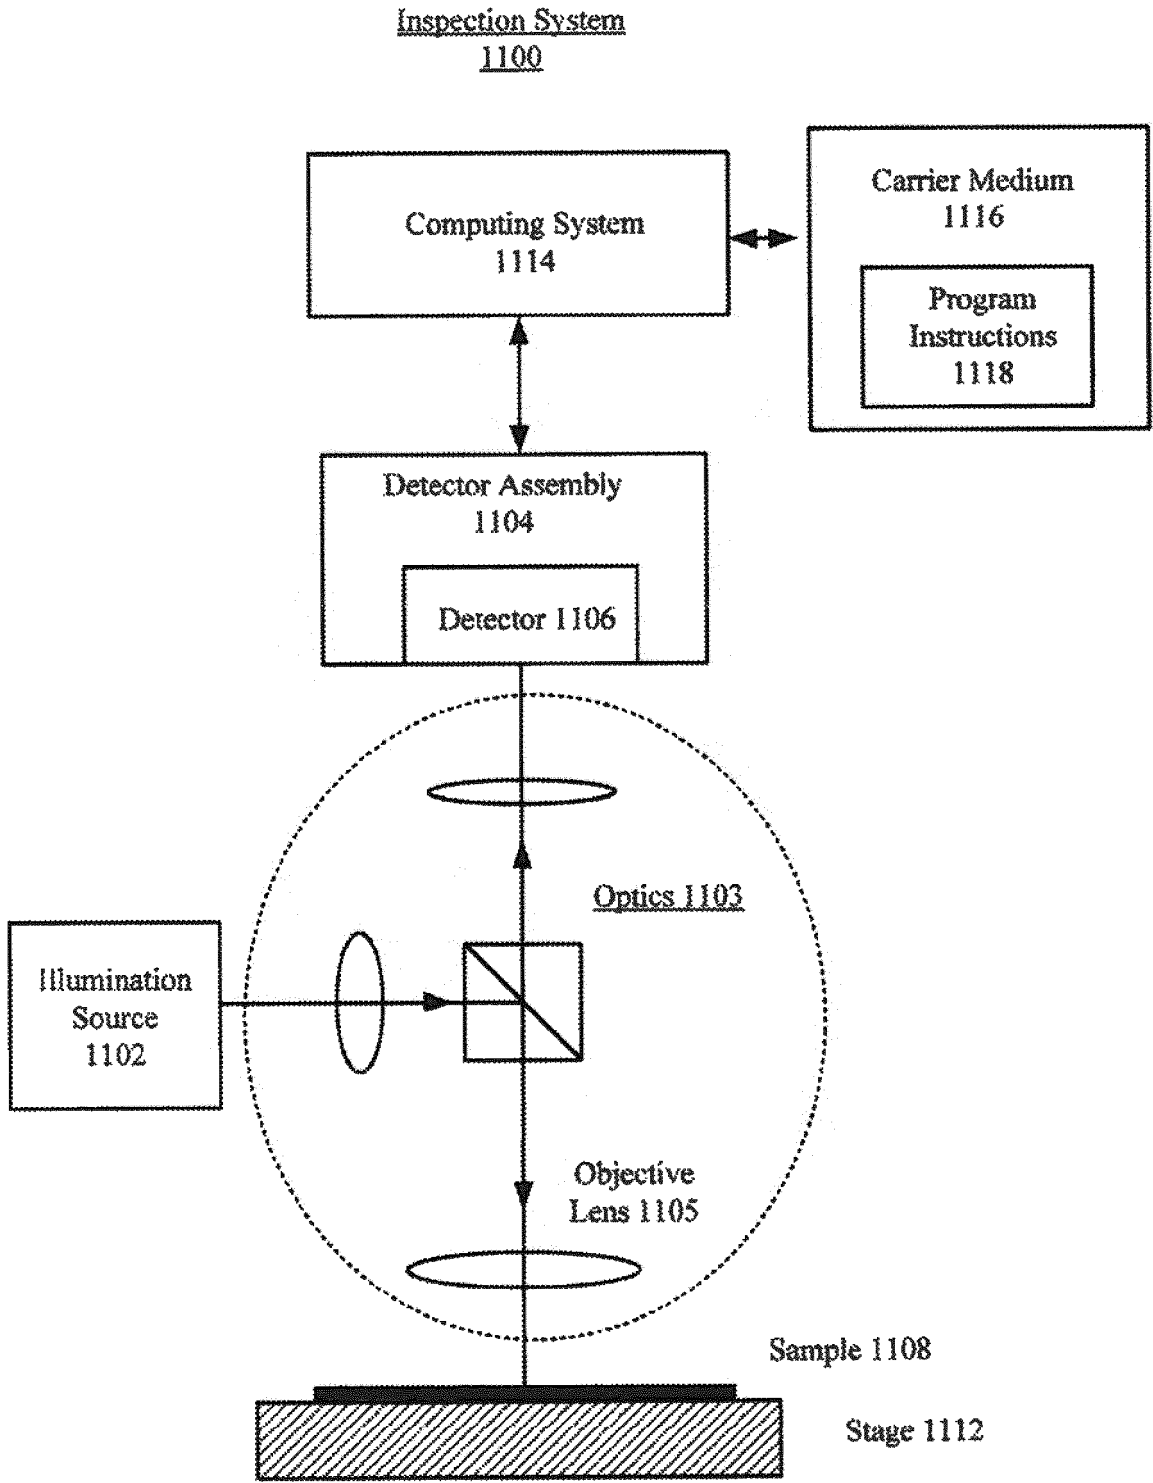 Inspection System
1100
Computing System
1114
Carrier Medium
1116
Program
Instructions
1118
Detector Assembly
1104
Detector 1106
Optics 1103
Illumination
Source
1102
Objective
Lens 1105
Sample 1108
Stage 1112